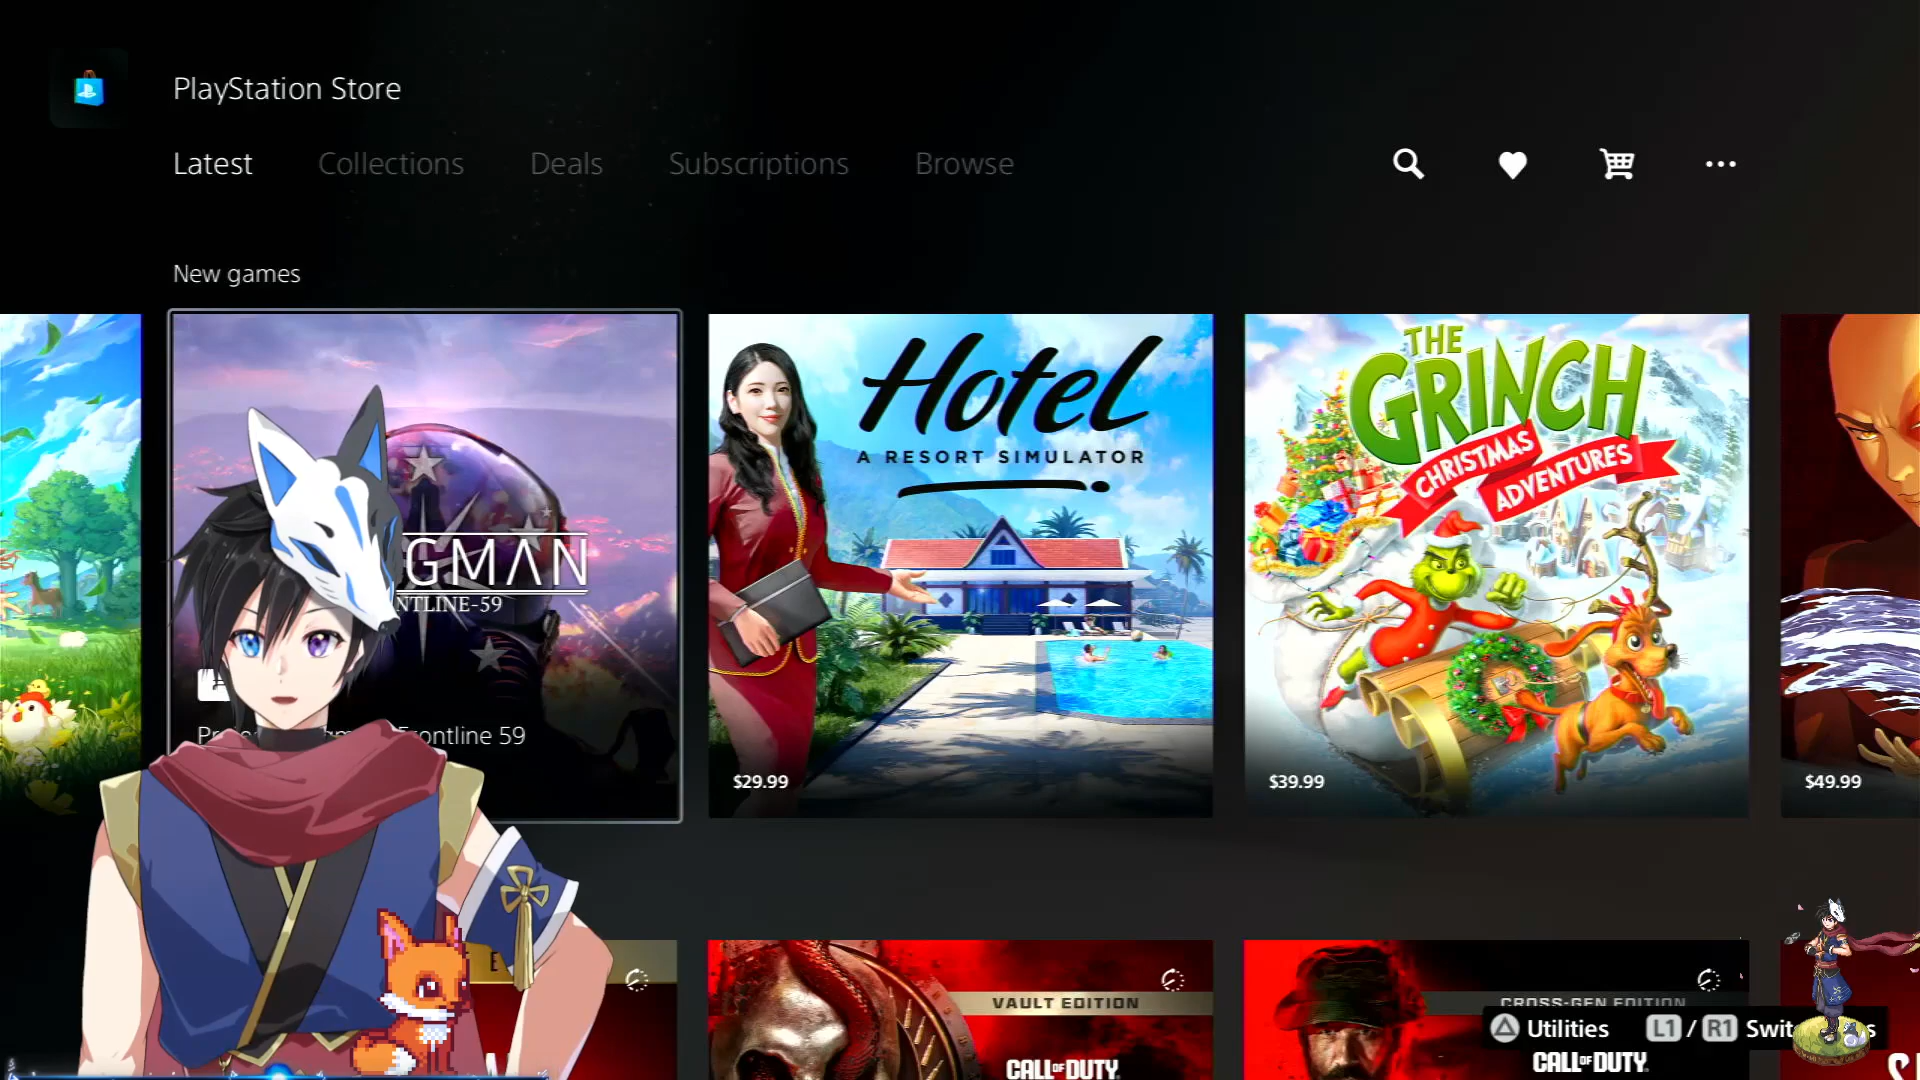 PlayStation Store
Latest
Collections
Deals
Subscriptions
Browse
New games
GMAN
NTLINE-59
Frontline 59
Hotel
A RESORT SIMULATOR
$29.99
THE
GRINCH
CHRISTMAS
ADVENTURES
$39.99
$49.99
VAULT EDITION
CALL OF DUTY
CROSS-GEN EDITION
CALL OF DUTY
Utilities
L1 / R1